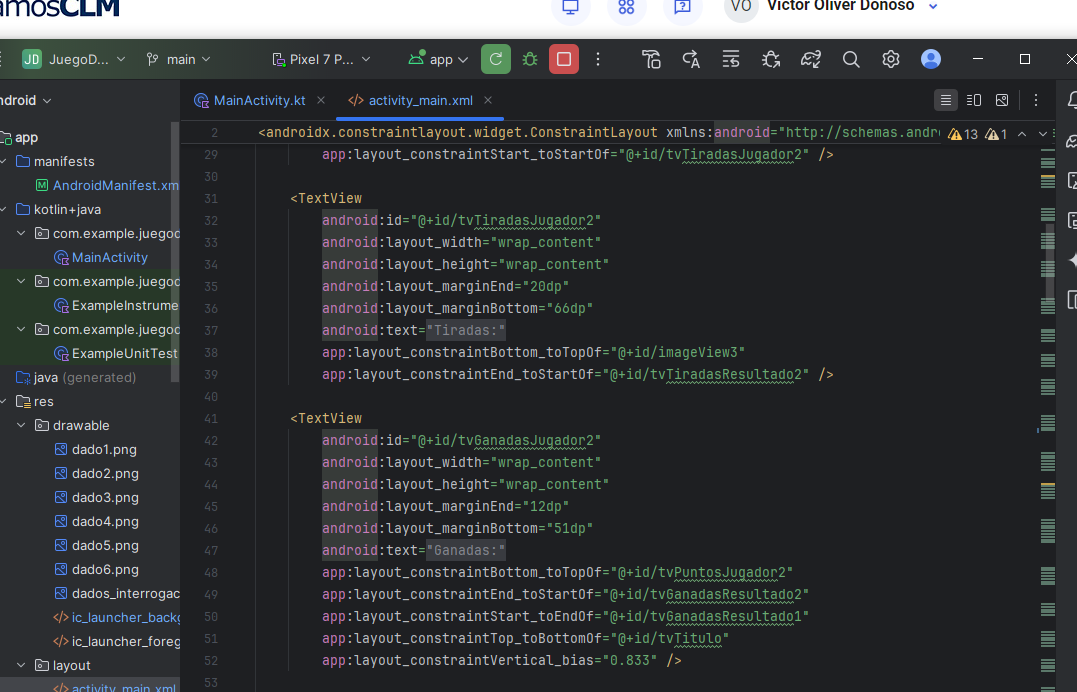 amosCLM
VO Victor Oliver Donoso
JD JuegoD... main Pixel 7 P... app
ndroid
MainActivity.kt × activity_main.xml ×
app
manifests
AndroidManifest.xm
kotlin+java
com.example.juegod
MainActivity
com.example.juegod
ExampleInstrume
com.example.juegod
ExampleUnitTest
java (generated)
res
drawable
dado1.png
dado2.png
dado3.png
dado4.png
dado5.png
dado6.png
dados_interrogac
ic_launcher_backg
ic_launcher_foreg
layout
activity_main.xml
13 1
2 <androidx.constraintlayout.widget.ConstraintLayout xmlns:android="http://schemas.andr
29 app:layout_constraintStart_toStartOf="@+id/tvTiradasJugador2" />
30
31 <TextView
32 android:id="@+id/tvTiradasJugador2"
33 android:layout_width="wrap_content"
34 android:layout_height="wrap_content"
35 android:layout_marginEnd="20dp"
36 android:layout_marginBottom="66dp"
37 android:text="Tiradas:"
38 app:layout_constraintBottom_toTopOf="@+id/imageView3"
39 app:layout_constraintEnd_toStartOf="@+id/tvTiradasResultado2" />
40
41 <TextView
42 android:id="@+id/tvGanadasJugador2"
43 android:layout_width="wrap_content"
44 android:layout_height="wrap_content"
45 android:layout_marginEnd="12dp"
46 android:layout_marginBottom="51dp"
47 android:text="Ganadas:"
48 app:layout_constraintBottom_toTopOf="@+id/tvPuntosJugador2"
49 app:layout_constraintEnd_toStartOf="@+id/tvGanadasResultado2"
50 app:layout_constraintStart_toEndOf="@+id/tvGanadasResultado1"
51 app:layout_constraintTop_toBottomOf="@+id/tvTitulo"
52 app:layout_constraintVertical_bias="0.833" />
53